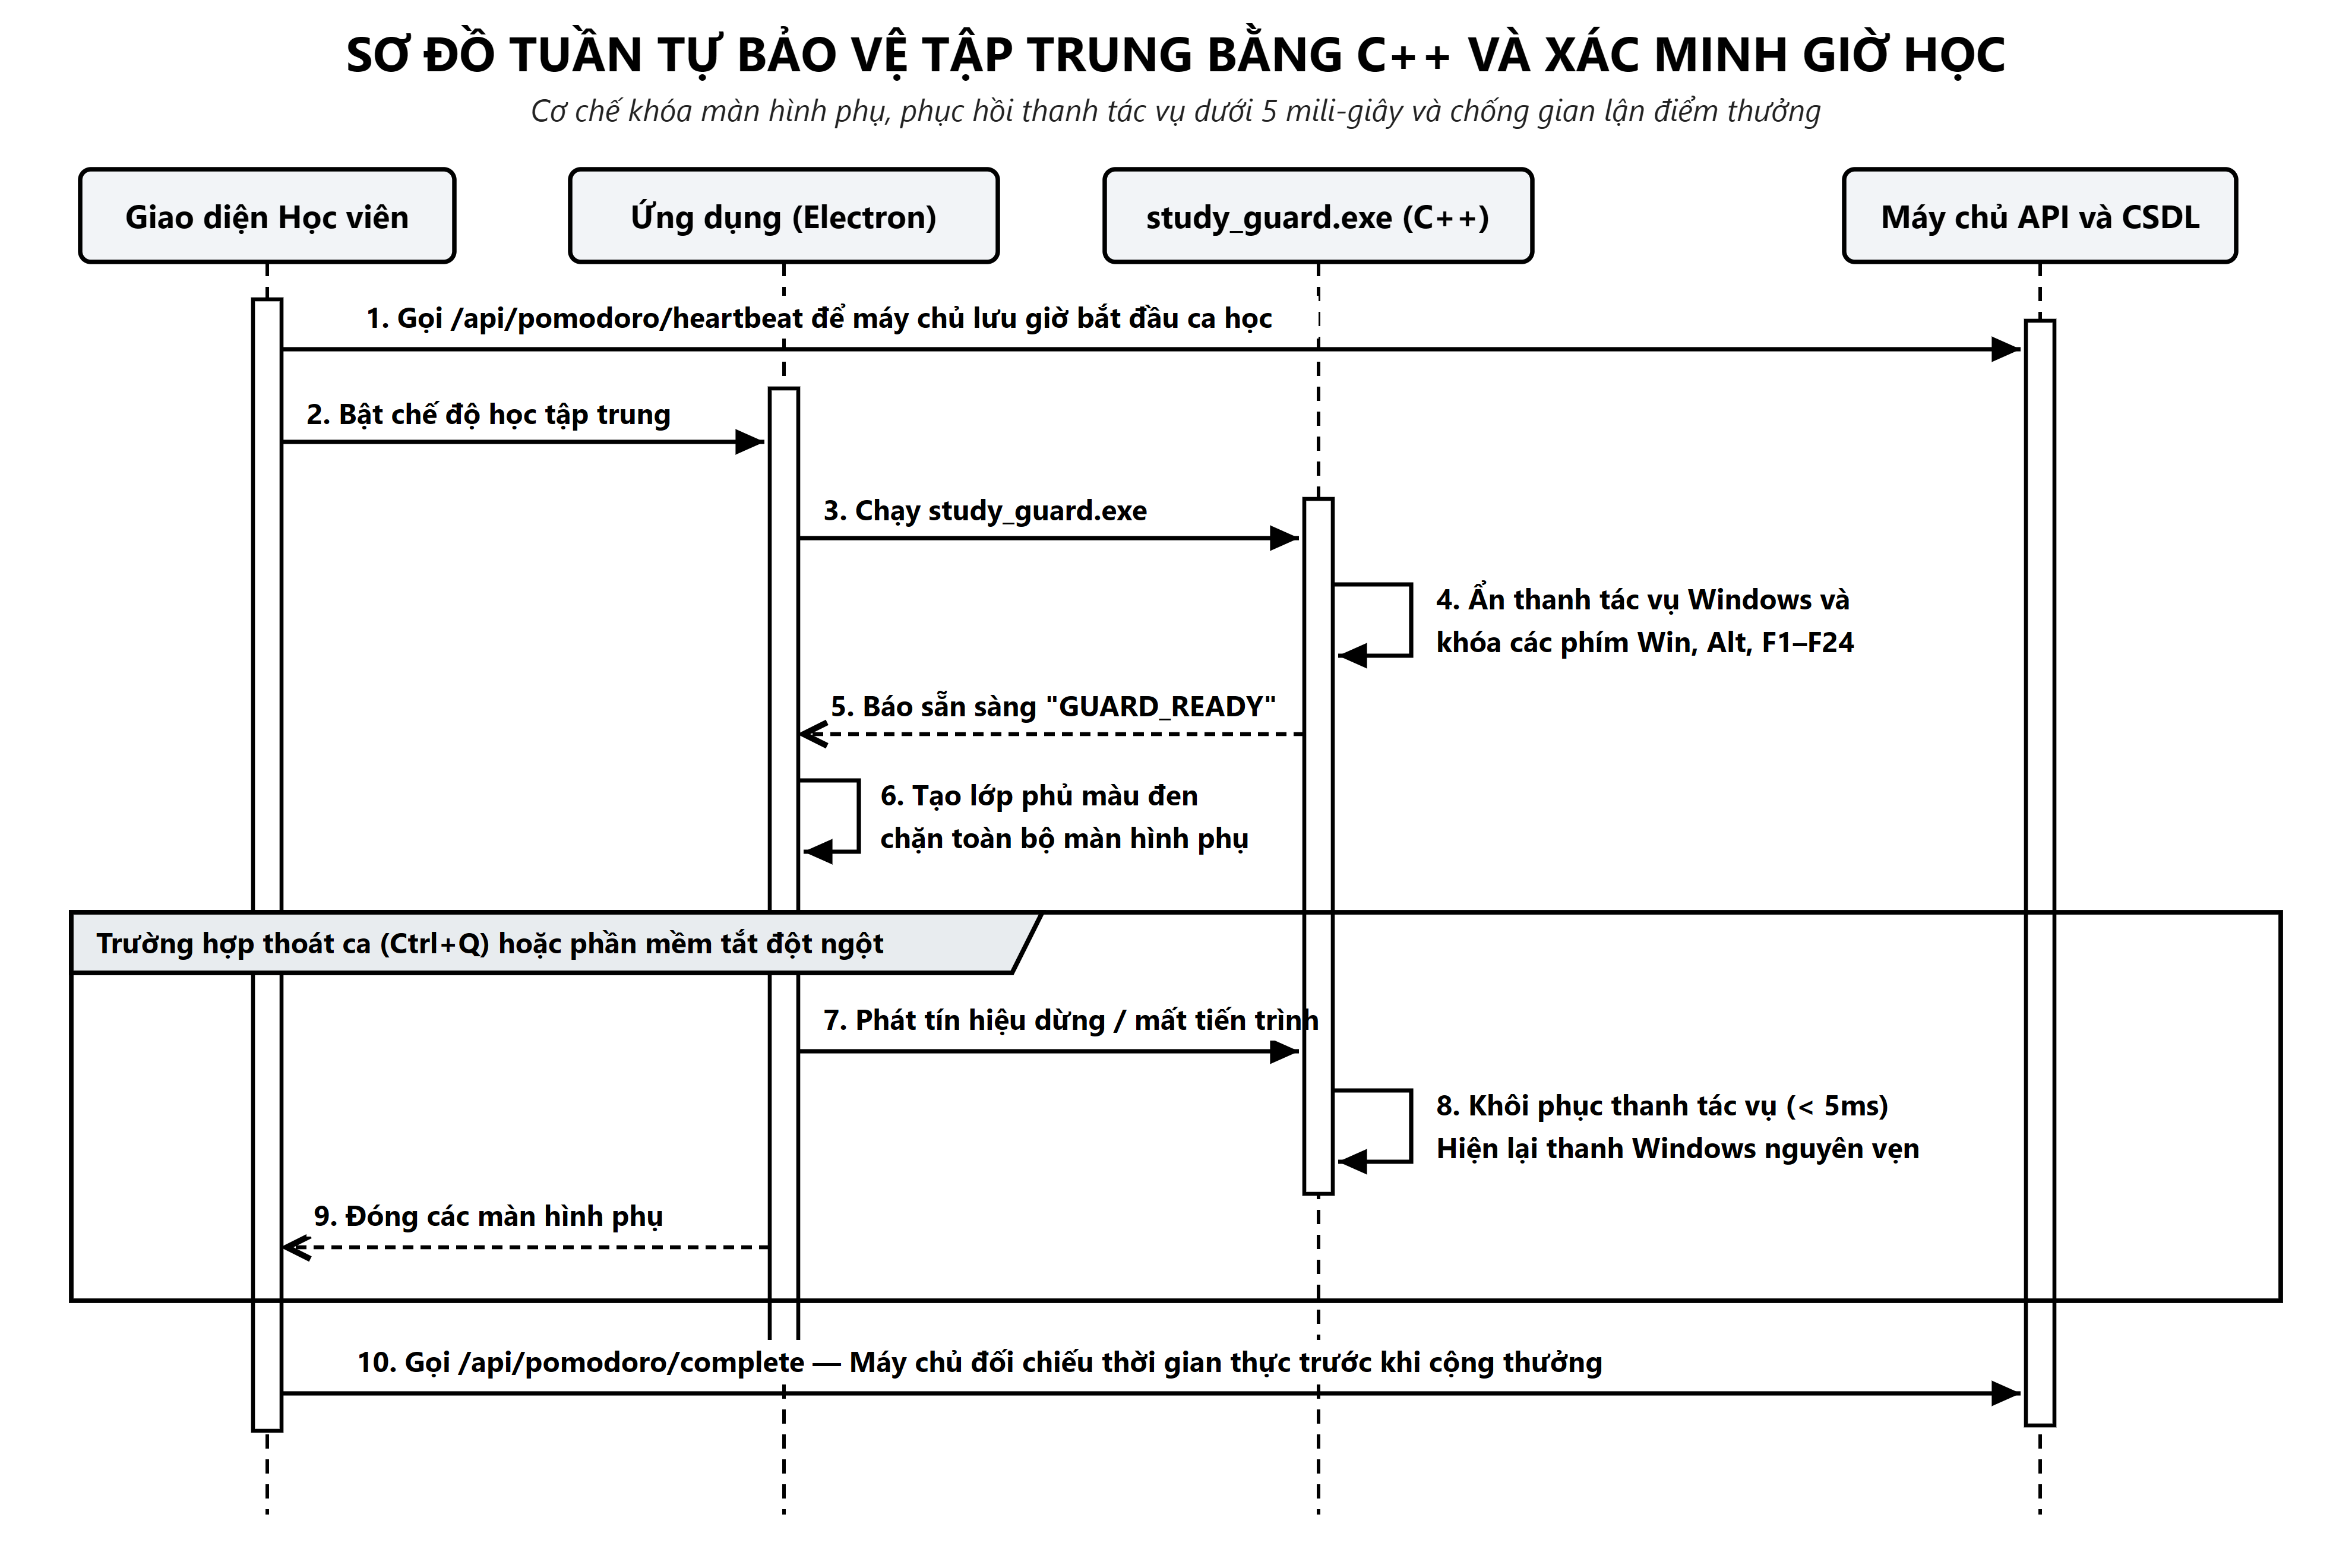 SƠ ĐỒ TUẦN TỰ BẢO VỆ TẬP TRUNG BẰNG C++ VÀ XÁC MINH GIỜ HỌC
Cơ chế khóa màn hình phụ, phục hồi thanh tác vụ dưới 5 mili-giây và chống gian lận điểm thưởng
Giao diện Học viên
Ứng dụng (Electron)
study_guard.exe (C++)
Máy chủ API và CSDL
1. Gọi /api/pomodoro/heartbeat để máy chủ lưu giờ bắt đầu ca học
2. Bật chế độ học tập trung
3. Chạy study_guard.exe
4. Ẩn thanh tác vụ Windows và
khóa các phím Win, Alt, F1–F24
5. Báo sẵn sàng "GUARD_READY"
6. Tạo lớp phủ màu đen
chặn toàn bộ màn hình phụ
Trường hợp thoát ca (Ctrl+Q) hoặc phần mềm tắt đột ngột
7. Phát tín hiệu dừng / mất tiến trình
8. Khôi phục thanh tác vụ (< 5ms)
Hiện lại thanh Windows nguyên vẹn
9. Đóng các màn hình phụ
10. Gọi /api/pomodoro/complete — Máy chủ đối chiếu thời gian thực trước khi cộng thưởng